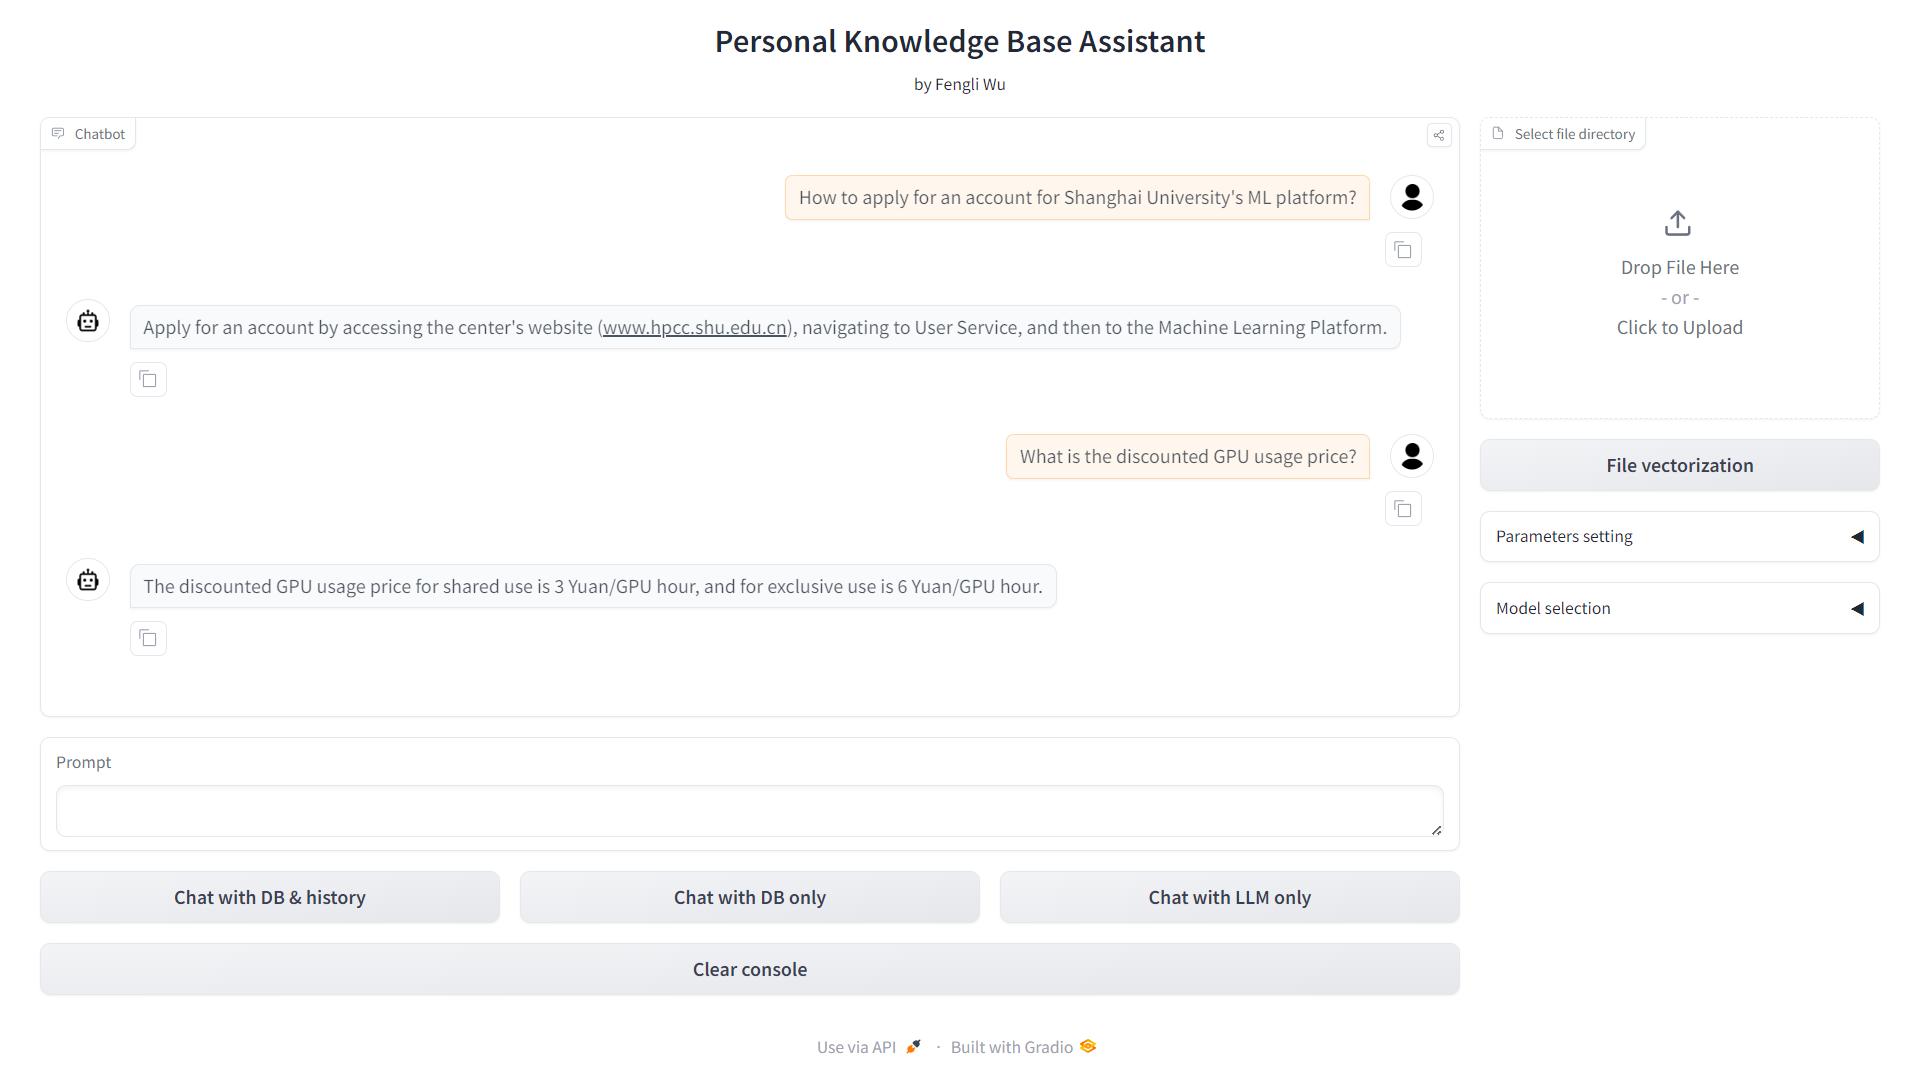 Personal Knowledge Base Assistant
by Fengli Wu
Chatbot
How to apply for an account for Shanghai University's ML platform?
Apply for an account by accessing the center's website (www.hpcc.shu.edu.cn), navigating to User Service, and then to the Machine Learning Platform.
What is the discounted GPU usage price?
The discounted GPU usage price for shared use is 3 Yuan/GPU hour, and for exclusive use is 6 Yuan/GPU hour.
Prompt
Chat with DB & history
Chat with DB only
Chat with LLM only
Clear console
Select file directory
Drop File Here
- or -
Click to Upload
File vectorization
Parameters setting
Model selection
Use via API · Built with Gradio